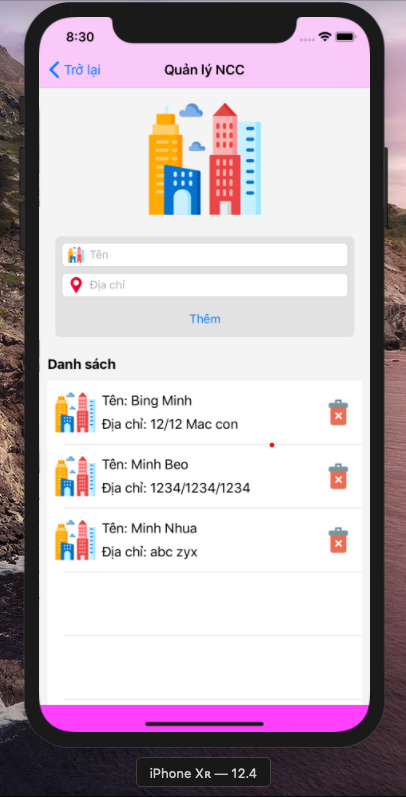 8:30
Trở lại
Quản lý NCC
Tên
Địa chỉ
Thêm
Danh sách
Tên: Bing Minh
Địa chỉ: 12/12 Mac con
Tên: Minh Beo
Địa chỉ: 1234/1234/1234
Tên: Minh Nhua
Địa chỉ: abc zyx
iPhone Xʀ — 12.4